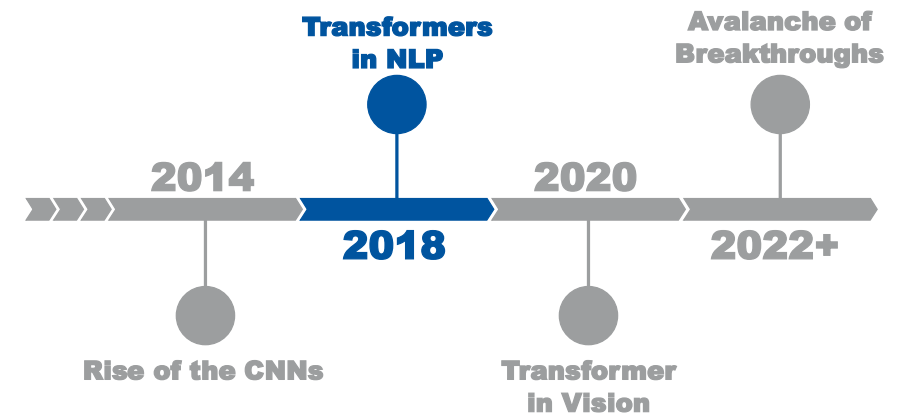 Transformers
in NLP
Avalanche of
Breakthroughs
2014
2020
2018
2022+
Rise of the CNNs
Transformer
in Vision